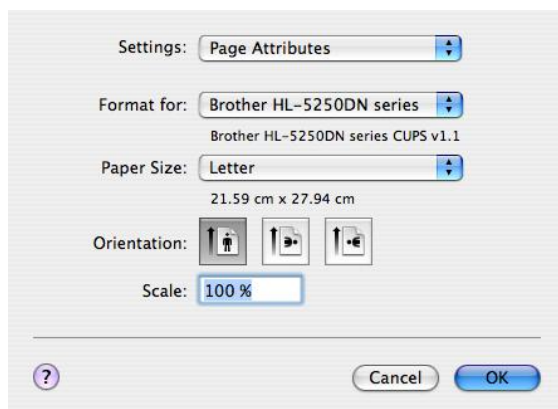 Settings: Page Attributes
Format for: Brother HL-5250DN series
Brother HL-5250DN series CUPS v1.1
Paper Size: Letter
21.59 cm x 27.94 cm
Orientation:
Scale: 100 %
? Cancel OK